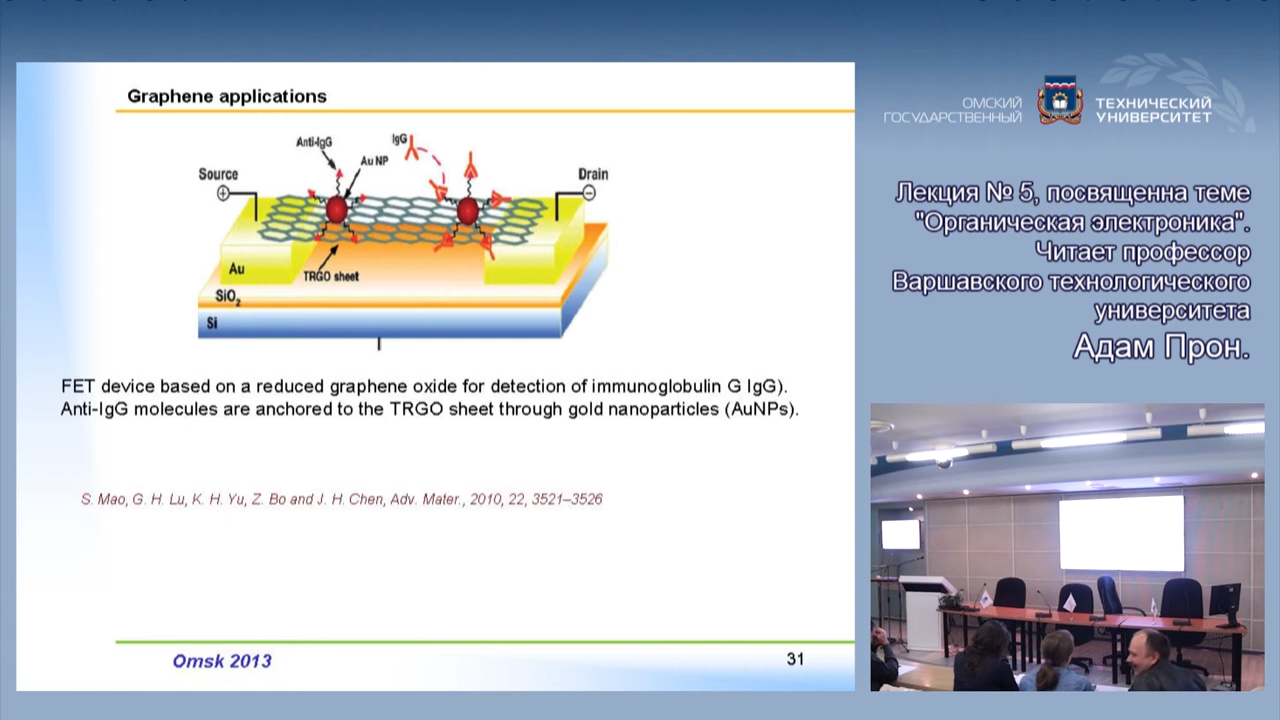 Graphene applications
Anti-IgG
IgG
Au NP
Source
Drain
Au
TRGO sheet
SiO2
Si
FET device based on a reduced graphene oxide for detection of immunoglobulin G IgG).
Anti-IgG molecules are anchored to the TRGO sheet through gold nanoparticles (AuNPs).
S. Mao, G. H. Lu, K. H. Yu, Z. Bo and J. H. Chen, Adv. Mater., 2010, 22, 3521–3526
Omsk 2013
31
ОМСКИЙ
ГОСУДАРСТВЕННЫЙ
ТЕХНИЧЕСКИЙ
УНИВЕРСИТЕТ
Лекция № 5, посвященна теме
"Органическая электроника".
Читает профессор
Варшавского технологического
университета
Адам Прон.